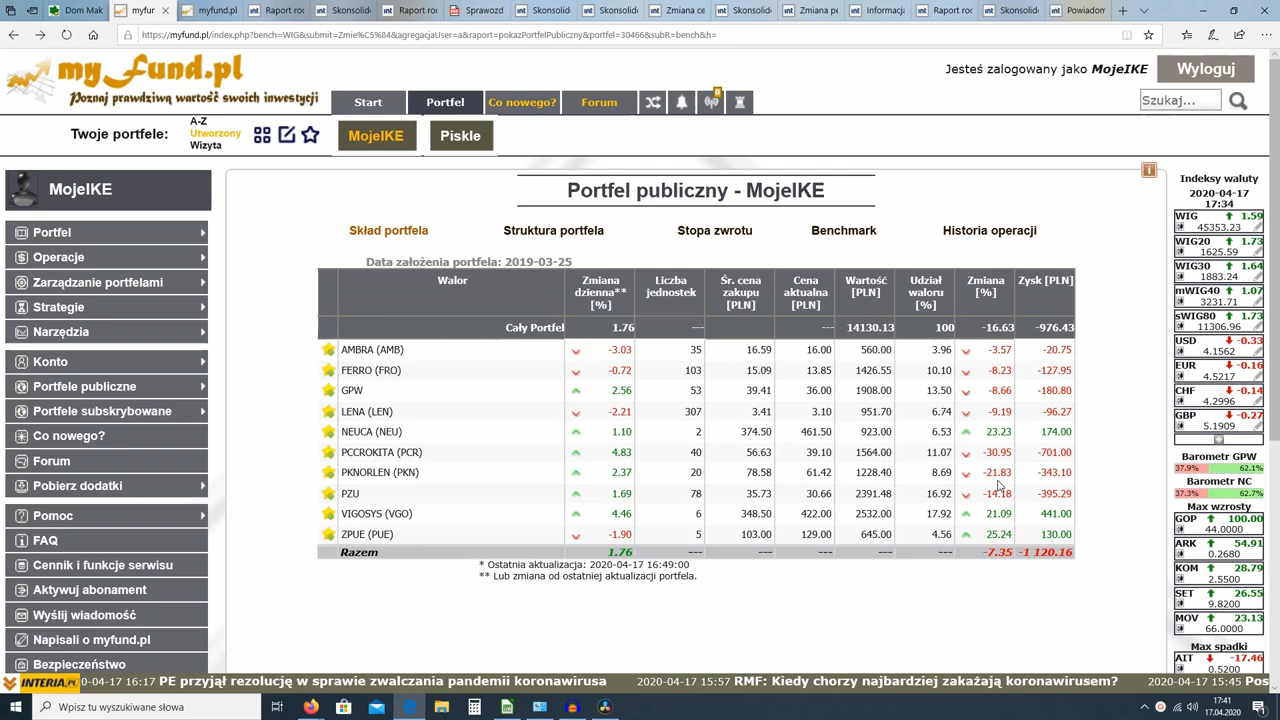 Dom Mak
myfur
myfund.pl
Raport roc
Skonsolid
Raport roc
Sprawozd
Skonsolid
Skonsolid
Zmiana ce
Zmiana pe
Informacj
Raport roc
Skonsolid
Powiadom
https://myfund.pl/index.php?bench=WIG&submit=Zmie%C5%84&agregacjaUser=a&raport=pokazPortfelPubliczny&portfel=30466&subR=bench&h=
myFund.pl
Poznaj prawdziwą wartość swoich inwestycji
Jesteś zalogowany jako MojeIKE
Wyloguj
Start
Portfel
Co nowego?
Forum
8
Szukaj...
Twoje portfele:
A-Z
Utworzony
Wizyta
MojeIKE
Piskle
MojeIKE
Portfel
Operacje
Zarządzanie portfelami
Strategie
Narzędzia
Konto
Portfele publiczne
Portfele subskrybowane
Co nowego?
Forum
Pobierz dodatki
Pomoc
FAQ
Cennik i funkcje serwisu
Aktywuj abonament
Wyślij wiadomość
Napisali o myfund.pl
Bezpieczeństwo
Portfel publiczny - MojeIKE
Skład portfela
Struktura portfela
Stopa zwrotu
Benchmark
Historia operacji
Data założenia portfela: 2019-03-25
Walor Zmiana dzienna** [%] Liczba jednostek Śr. cena zakupu [PLN] Cena aktualna [PLN] Wartość [PLN] Udział waloru [%] Zmiana [%] Zysk [PLN]
Cały Portfel 1.76 --- --- 14130.13 100 -16.63 -976.43
AMBRA (AMB) -3.03 35 16.59 16.00 560.00 3.96 -3.57 -20.75
FERRO (FRO) -0.72 103 15.09 13.85 1426.55 10.10 -8.23 -127.95
GPW 2.56 53 39.41 36.00 1908.00 13.50 -8.66 -180.80
LENA (LEN) -2.21 307 3.41 3.10 951.70 6.74 -9.19 -96.27
NEUCA (NEU) 1.10 2 374.50 461.50 923.00 6.53 23.23 174.00
PCCROKITA (PCR) 4.83 40 56.63 39.10 1564.00 11.07 -30.95 -701.00
PKNORLEN (PKN) 2.37 20 78.58 61.42 1228.40 8.69 -21.83 -343.10
PZU 1.69 78 35.73 30.66 2391.48 16.92 -14.18 -395.29
VIGOSYS (VGO) 4.46 6 348.50 422.00 2532.00 17.92 21.09 441.00
ZPUE (PUE) -1.90 5 103.00 129.00 645.00 4.56 25.24 130.00
Razem 1.76 --- --- --- --- --- -7.35 -1 120.16
* Ostatnia aktualizacja: 2020-04-17 16:49:00
** Lub zmiana od ostatniej aktualizacji portfela.
Indeksy waluty
2020-04-17
17:34
WIG 1.59
45353.23
WIG20 1.73
1625.59
WIG30 1.64
1883.24
mWIG40 1.07
3231.71
sWIG80 1.73
11306.96
USD -0.33
4.1562
EUR -0.16
4.5217
CHF -0.14
4.2996
GBP -0.27
5.1909
Barometr GPW
37.9% 62.1%
Barometr NC
37.3% 62.7%
Max wzrosty
GOP 100.00
44.0000
ARK 54.91
0.2680
KOM 28.79
2.5500
SET 26.55
9.8200
MOV 23.13
66.0000
Max spadki
AIT -17.46
0.5200
INTERIA.PL
0-04-17 16:17 PE przyjął rezolucję w sprawie zwalczania pandemii koronawirusa
2020-04-17 15:57 RMF: Kiedy chorzy najbardziej zakażają koronawirusem?
2020-04-17 15:45 Pos
Wpisz tu wyszukiwane słowa
17:41
17.04.2020
1